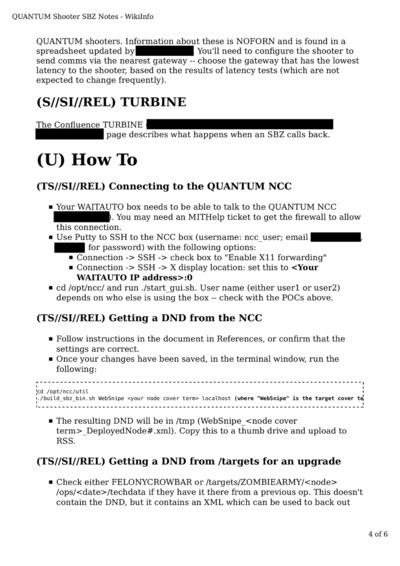 QUANTUM Shooter SBZ Notes - WikiInfo
QUANTUM shooters. Information about these is NOFORN and is found in a
spreadsheet updated by You'll need to configure the shooter to
send comms via the nearest gateway -- choose the gateway that has the lowest
latency to the shooter, based on the results of latency tests (which are not
expected to change frequently).
(S//SI//REL) TURBINE
The Confluence TURBINE (
page describes what happens when an SBZ calls back.
(U) How To
(TS//SI//REL) Connecting to the QUANTUM NCC
▪ Your WAITAUTO box needs to be able to talk to the QUANTUM NCC
). You may need an MITHelp ticket to get the firewall to allow
this connection.
▪ Use Putty to SSH to the NCC box (username: ncc_user; email ,
for password) with the following options:
▪ Connection -> SSH -> check box to "Enable X11 forwarding"
▪ Connection -> SSH -> X display location: set this to <Your
WAITAUTO IP address>:0
▪ cd /opt/ncc/ and run ./start_gui.sh. User name (either user1 or user2)
depends on who else is using the box -- check with the POCs above.
(TS//SI//REL) Getting a DND from the NCC
▪ Follow instructions in the document in References, or confirm that the
settings are correct.
▪ Once your changes have been saved, in the terminal window, run the
following:
cd /opt/ncc/util
./build_sbz_bin.sh WebSnipe <your node cover term> localhost (where "WebSnipe" is the target cover te
▪ The resulting DND will be in /tmp (WebSnipe_<node cover
term>_DeployedNode#.xml). Copy this to a thumb drive and upload to
RSS.
(TS//SI//REL) Getting a DND from /targets for an upgrade
▪ Check either FELONYCROWBAR or /targets/ZOMBIEARMY/<node>
/ops/<date>/techdata if they have it there from a previous op. This doesn't
contain the DND, but it contains an XML which can be used to back out
4 of 6